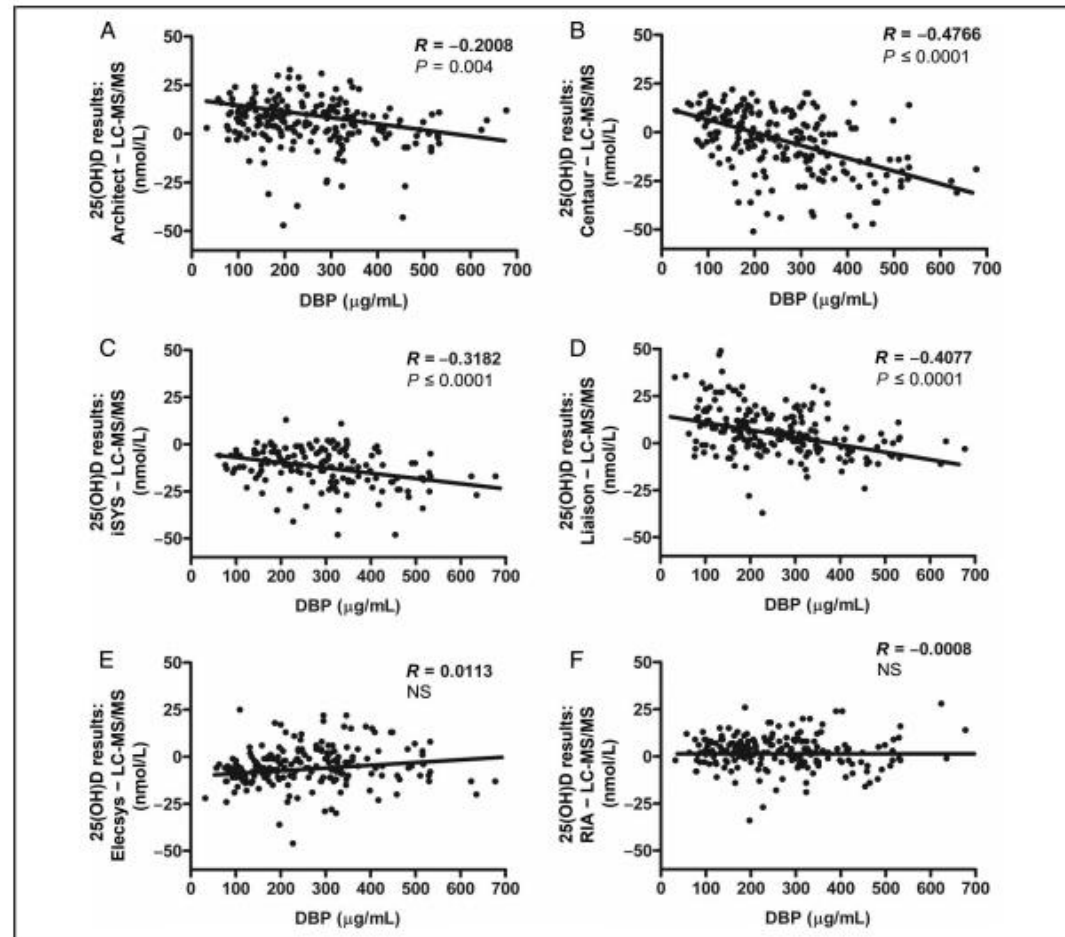 A
R = –0.2008
P = 0.004
25(OH)D results:
Architect – LC-MS/MS
(nmol/L)
50
25
0
–25
–50
0 100 200 300 400 500 600 700
DBP (µg/mL)
B
R = –0.4766
P ≤ 0.0001
25(OH)D results:
Centaur – LC-MS/MS
(nmol/L)
50
25
0
–25
–50
0 100 200 300 400 500 600 700
DBP (µg/mL)
C
R = –0.3182
P ≤ 0.0001
25(OH)D results:
iSYS – LC-MS/MS
(nmol/L)
50
25
0
–25
–50
0 100 200 300 400 500 600 700
DBP (µg/mL)
D
R = –0.4077
P ≤ 0.0001
25(OH)D results:
Liaison – LC-MS/MS
(nmol/L)
50
25
0
–25
–50
0 100 200 300 400 500 600 700
DBP (µg/mL)
E
R = 0.0113
NS
25(OH)D results:
Elecsys – LC-MS/MS
(nmol/L)
50
25
0
–25
–50
0 100 200 300 400 500 600 700
DBP (µg/mL)
F
R = –0.0008
NS
25(OH)D results:
RIA – LC-MS/MS
(nmol/L)
50
25
0
–25
–50
0 100 200 300 400 500 600 700
DBP (µg/mL)